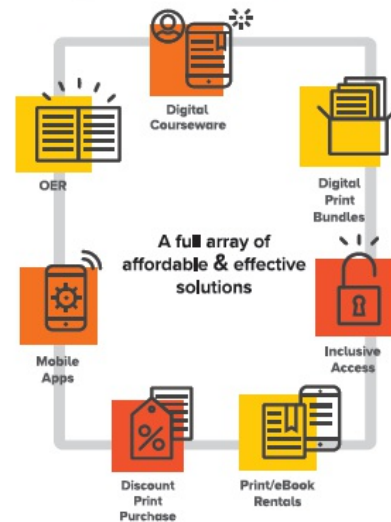 Digital
Courseware
OER
Digital
Print
Bundles
A full array of
affordable & effective
solutions
Mobile
Apps
Inclusive
Access
Discount
Print
Purchase
Print/eBook
Rentals
%